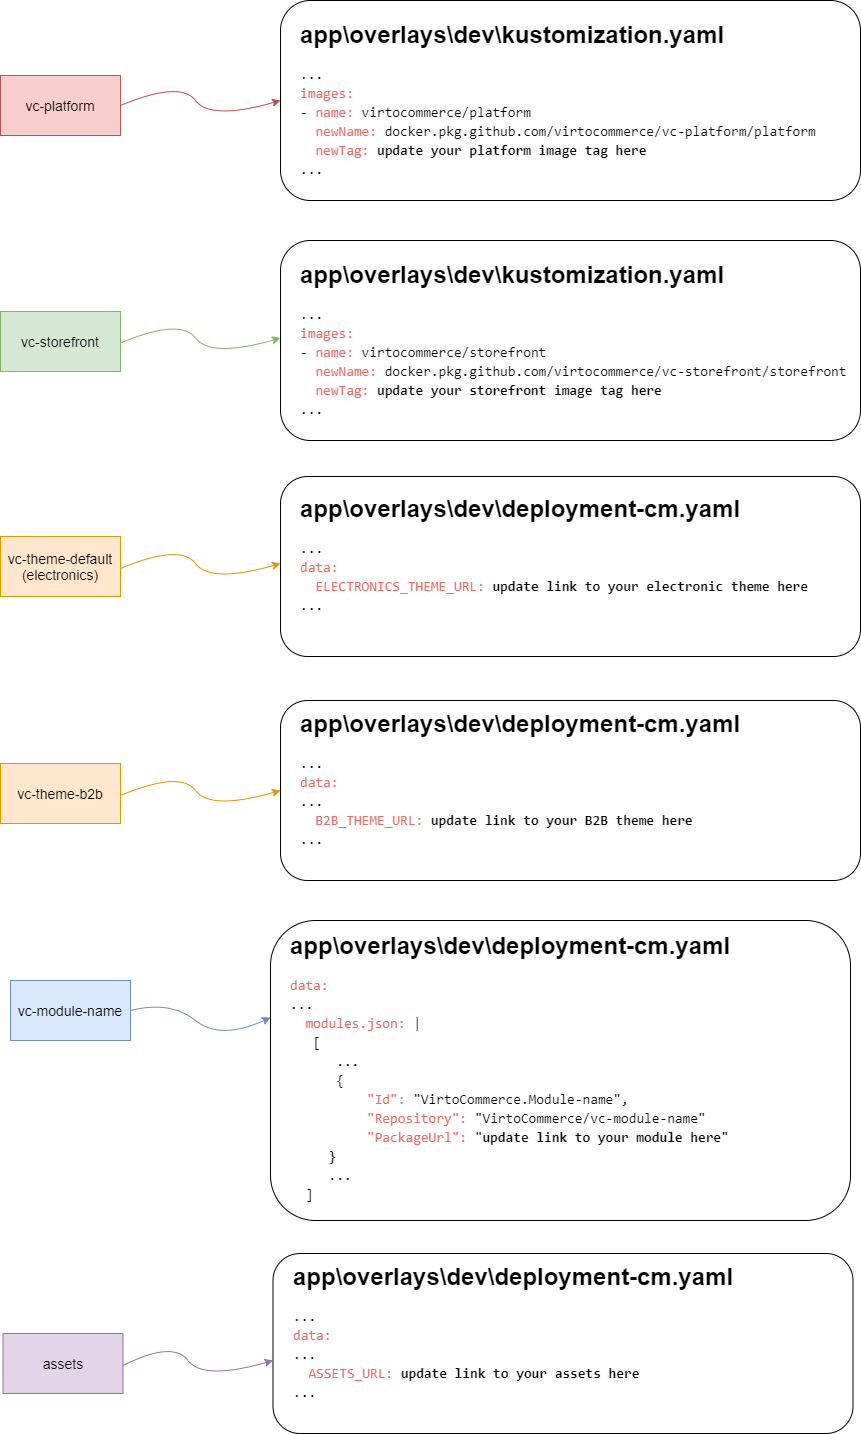 vc-platform
app\overlays\dev\kustomization.yaml
...
images:
- name: virtocommerce/platform
  newName: docker.pkg.github.com/virtocommerce/vc-platform/platform
  newTag: update your platform image tag here
...
vc-storefront
app\overlays\dev\kustomization.yaml
...
images:
- name: virtocommerce/storefront
  newName: docker.pkg.github.com/virtocommerce/vc-storefront/storefront
  newTag: update your storefront image tag here
...
vc-theme-default
(electronics)
app\overlays\dev\deployment-cm.yaml
...
data:
  ELECTRONICS_THEME_URL: update link to your electronic theme here
...
vc-theme-b2b
app\overlays\dev\deployment-cm.yaml
...
data:
...
  B2B_THEME_URL: update link to your B2B theme here
...
vc-module-name
app\overlays\dev\deployment-cm.yaml
data:
...
  modules.json: |
   [
      ...
      {
          "Id": "VirtoCommerce.Module-name",
          "Repository": "VirtoCommerce/vc-module-name"
          "PackageUrl": "update link to your module here"
     }
     ...
  ]
assets
app\overlays\dev\deployment-cm.yaml
...
data:
...
  ASSETS_URL: update link to your assets here
...